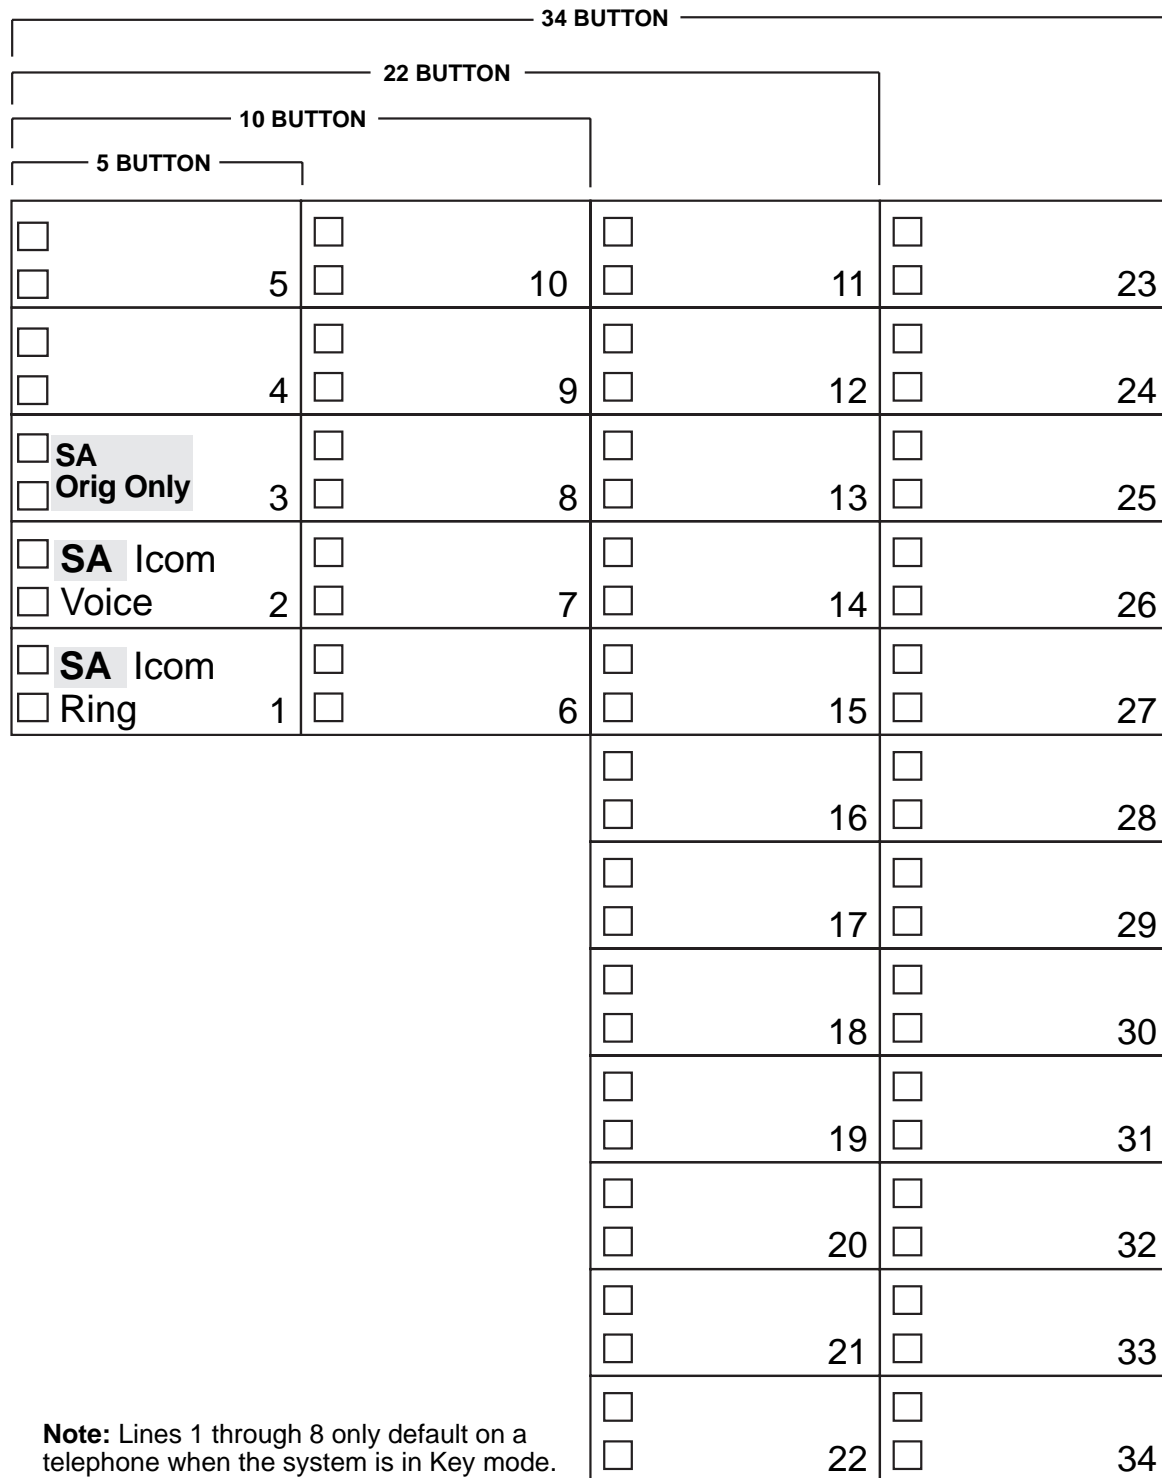 34 BUTTON
22 BUTTON
10 BUTTON
5 BUTTON
5 10 11 23
4 9 12 24
SA
Orig Only 3 8 13 25
SA Icom
Voice 2 7 14 26
SA Icom
Ring 1 6 15 27
16 28
17 29
18 30
19 31
20 32
21 33
Note: Lines 1 through 8 only default on a
telephone when the system is in Key mode.
22 34